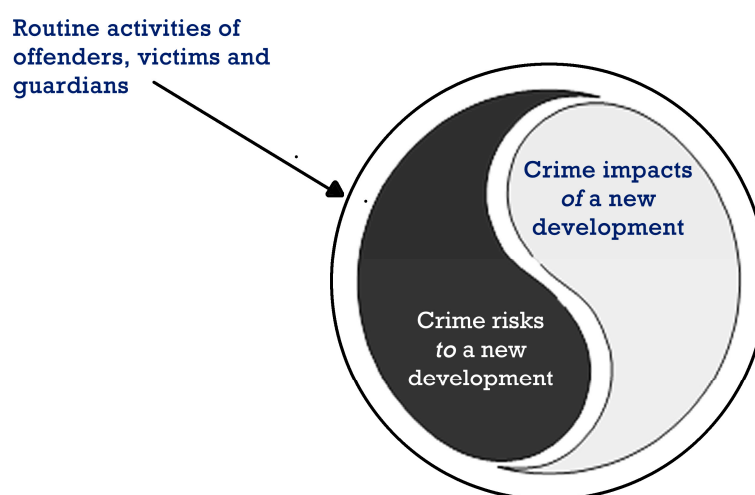 Routine activities of
offenders, victims and
guardians
Crime impacts
of a new
development
Crime risks
to a new
development